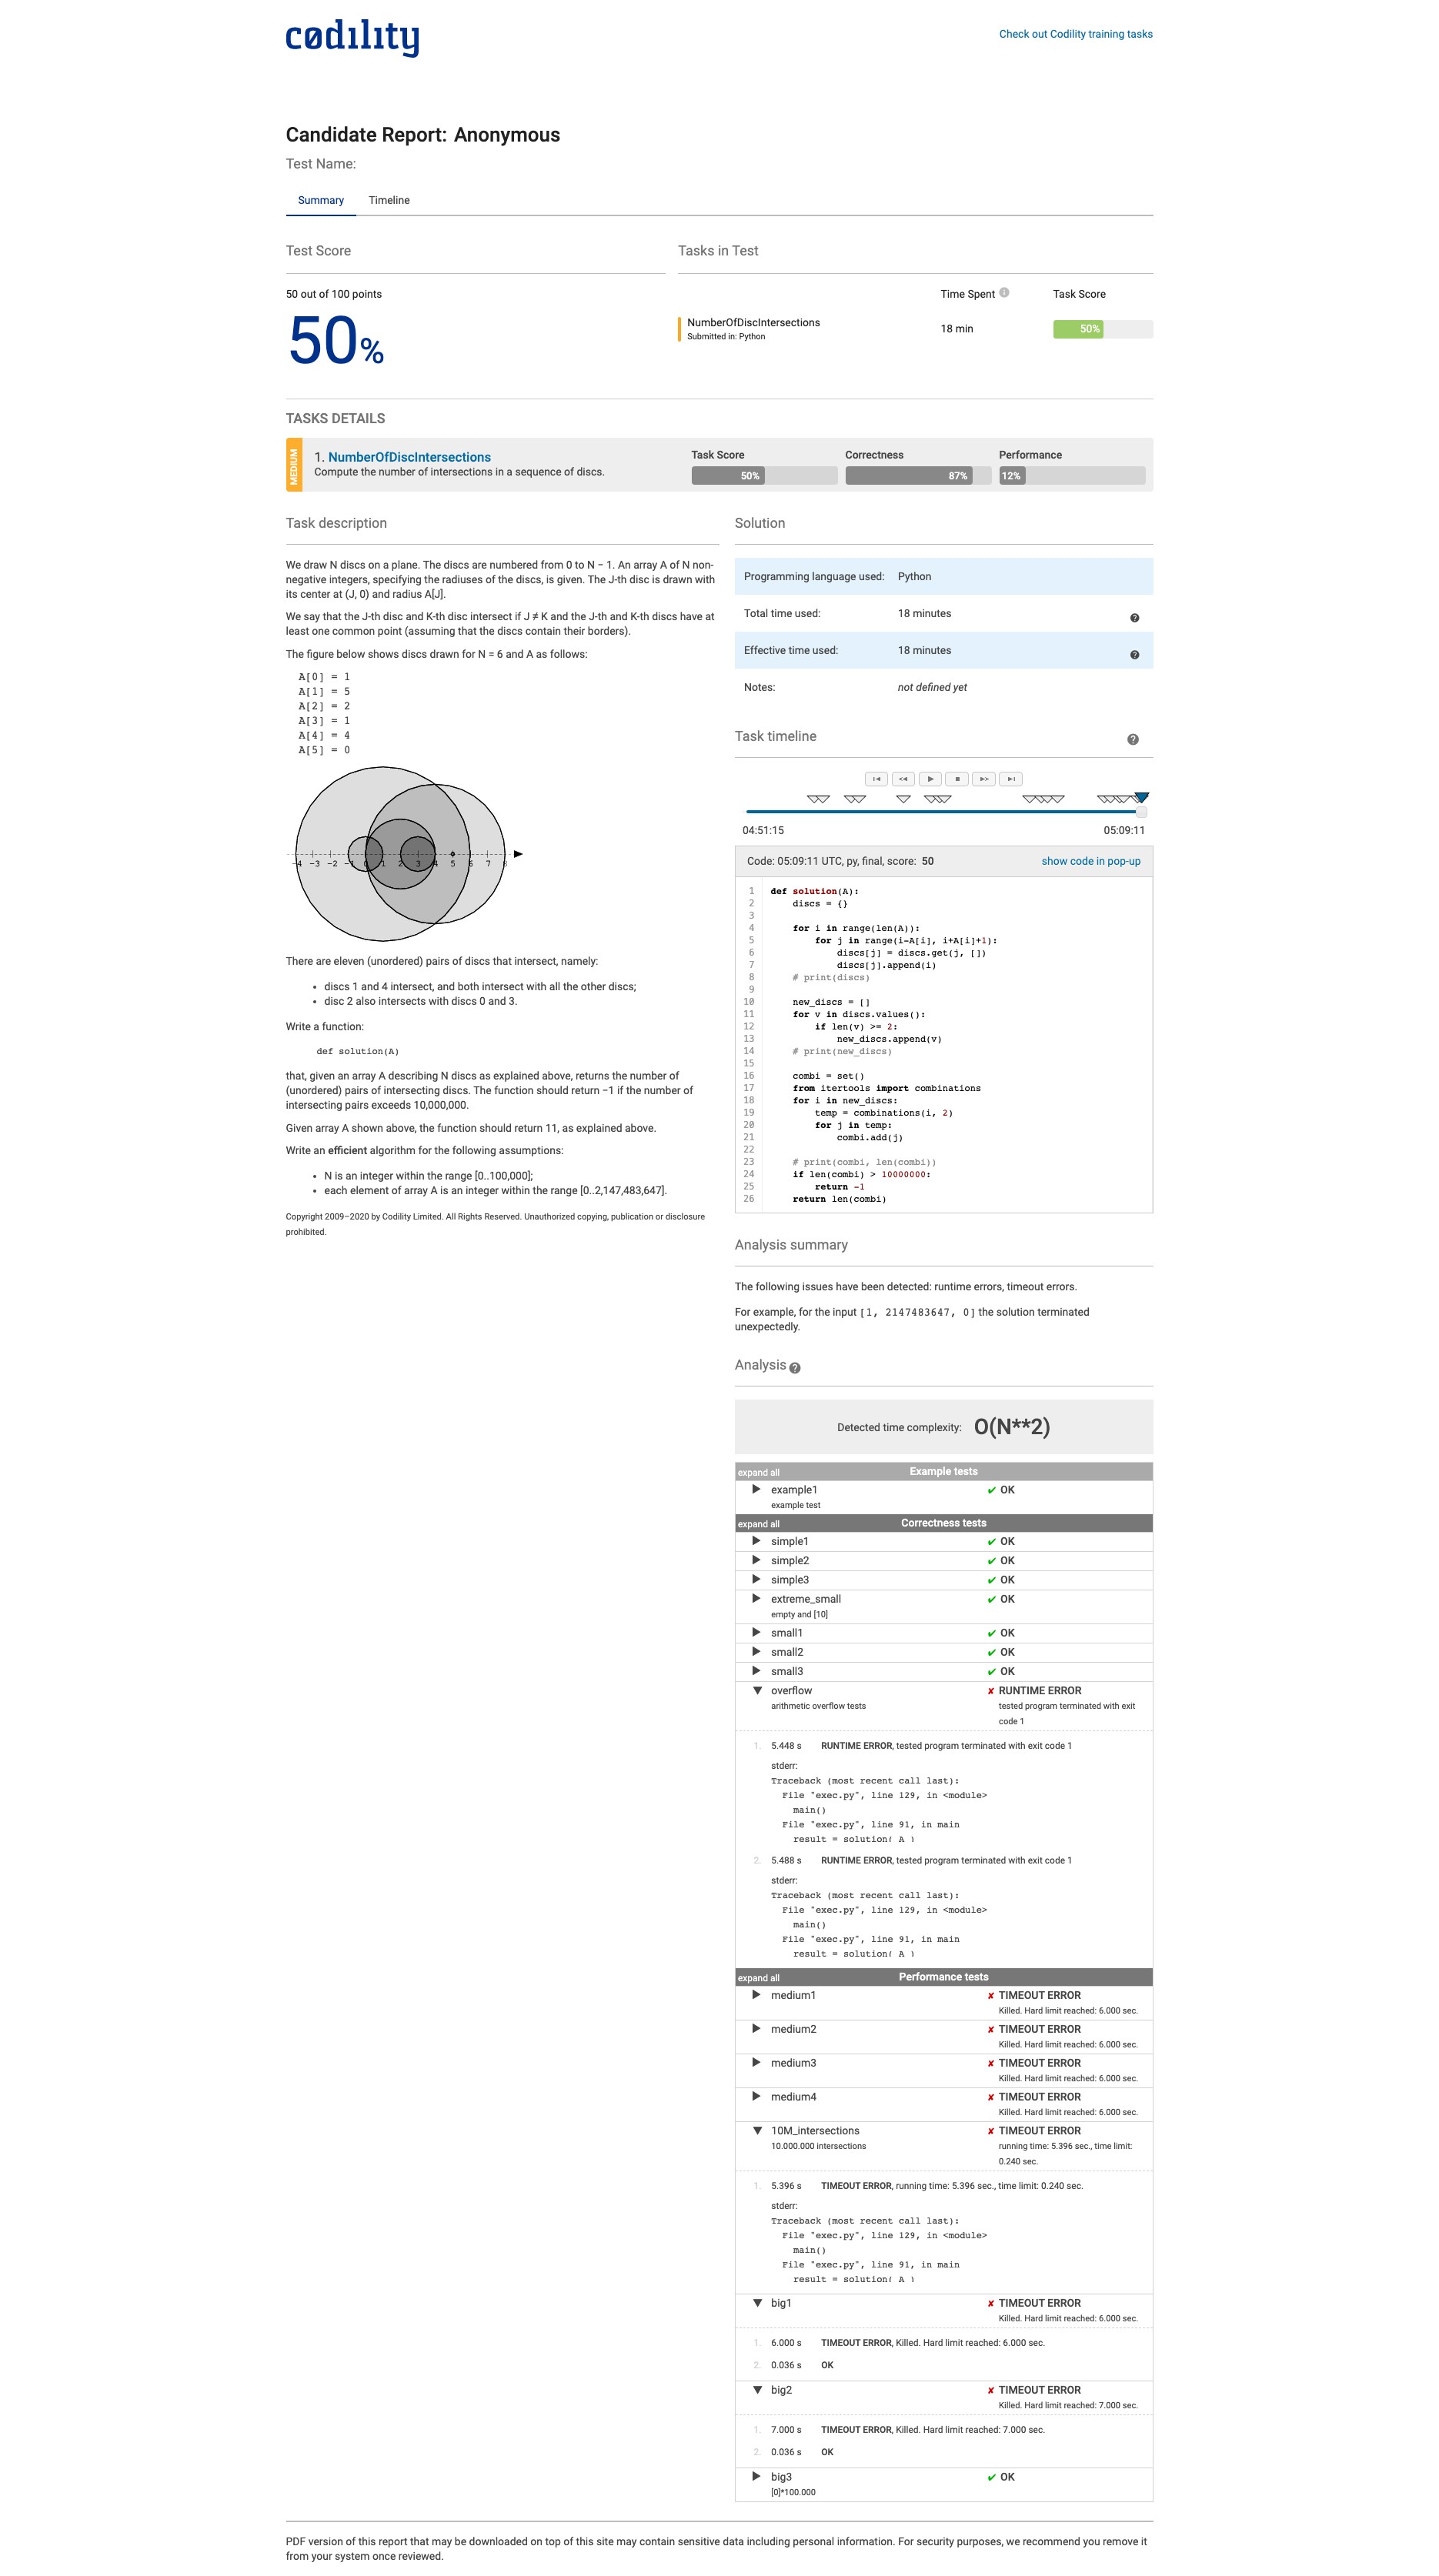 codility
Check out Codility training tasks
Candidate Report: Anonymous
Test Name:
Summary
Timeline
Test Score
Tasks in Test
50 out of 100 points
50%
Time Spent
Task Score
NumberOfDiscIntersections
Submitted in: Python
18 min
50%
TASKS DETAILS
MEDIUM
1. NumberOfDiscIntersections
Compute the number of intersections in a sequence of discs.
Task Score
50%
Correctness
87%
Performance
12%
Task description
We draw N discs on a plane. The discs are numbered from 0 to N − 1. An array A of N non-
negative integers, specifying the radiuses of the discs, is given. The J-th disc is drawn with
its center at (J, 0) and radius A[J].
We say that the J-th disc and K-th disc intersect if J ≠ K and the J-th and K-th discs have at
least one common point (assuming that the discs contain their borders).
The figure below shows discs drawn for N = 6 and A as follows:
A[0] = 1
A[1] = 5
A[2] = 2
A[3] = 1
A[4] = 4
A[5] = 0
-4 -3 -2 -1 0 1 2 3 4 5 6 7 8
There are eleven (unordered) pairs of discs that intersect, namely:
• discs 1 and 4 intersect, and both intersect with all the other discs;
• disc 2 also intersects with discs 0 and 3.
Write a function:
def solution(A)
that, given an array A describing N discs as explained above, returns the number of
(unordered) pairs of intersecting discs. The function should return −1 if the number of
intersecting pairs exceeds 10,000,000.
Given array A shown above, the function should return 11, as explained above.
Write an efficient algorithm for the following assumptions:
• N is an integer within the range [0..100,000];
• each element of array A is an integer within the range [0..2,147,483,647].
Copyright 2009–2020 by Codility Limited. All Rights Reserved. Unauthorized copying, publication or disclosure
prohibited.
Solution
Programming language used: Python
Total time used: 18 minutes
Effective time used: 18 minutes
Notes: not defined yet
Task timeline
04:51:15
05:09:11
Code: 05:09:11 UTC, py, final, score: 50
show code in pop-up
1 def solution(A):
2 discs = {}
3
4 for i in range(len(A)):
5 for j in range(i-A[i], i+A[i]+1):
6 discs[j] = discs.get(j, [])
7 discs[j].append(i)
8 # print(discs)
9
10 new_discs = []
11 for v in discs.values():
12 if len(v) >= 2:
13 new_discs.append(v)
14 # print(new_discs)
15
16 combi = set()
17 from itertools import combinations
18 for i in new_discs:
19 temp = combinations(i, 2)
20 for j in temp:
21 combi.add(j)
22
23 # print(combi, len(combi))
24 if len(combi) > 10000000:
25 return -1
26 return len(combi)
Analysis summary
The following issues have been detected: runtime errors, timeout errors.
For example, for the input [1, 2147483647, 0] the solution terminated
unexpectedly.
Analysis
Detected time complexity: O(N**2)
expand all Example tests
example1 ✔ OK
example test
expand all Correctness tests
simple1 ✔ OK
simple2 ✔ OK
simple3 ✔ OK
extreme_small ✔ OK
empty and [10]
small1 ✔ OK
small2 ✔ OK
small3 ✔ OK
overflow ✘ RUNTIME ERROR
arithmetic overflow tests
tested program terminated with exit
code 1
1. 5.448 s RUNTIME ERROR, tested program terminated with exit code 1
stderr:
Traceback (most recent call last):
File "exec.py", line 129, in <module>
main()
File "exec.py", line 91, in main
result = solution( A )
2. 5.488 s RUNTIME ERROR, tested program terminated with exit code 1
stderr:
Traceback (most recent call last):
File "exec.py", line 129, in <module>
main()
File "exec.py", line 91, in main
result = solution( A )
expand all Performance tests
medium1 ✘ TIMEOUT ERROR
Killed. Hard limit reached: 6.000 sec.
medium2 ✘ TIMEOUT ERROR
Killed. Hard limit reached: 6.000 sec.
medium3 ✘ TIMEOUT ERROR
Killed. Hard limit reached: 6.000 sec.
medium4 ✘ TIMEOUT ERROR
Killed. Hard limit reached: 6.000 sec.
10M_intersections ✘ TIMEOUT ERROR
10.000.000 intersections
running time: 5.396 sec., time limit:
0.240 sec.
1. 5.396 s TIMEOUT ERROR, running time: 5.396 sec., time limit: 0.240 sec.
stderr:
Traceback (most recent call last):
File "exec.py", line 129, in <module>
main()
File "exec.py", line 91, in main
result = solution( A )
big1 ✘ TIMEOUT ERROR
Killed. Hard limit reached: 6.000 sec.
1. 6.000 s TIMEOUT ERROR, Killed. Hard limit reached: 6.000 sec.
2. 0.036 s OK
big2 ✘ TIMEOUT ERROR
Killed. Hard limit reached: 7.000 sec.
1. 7.000 s TIMEOUT ERROR, Killed. Hard limit reached: 7.000 sec.
2. 0.036 s OK
big3 ✔ OK
[0]*100.000
PDF version of this report that may be downloaded on top of this site may contain sensitive data including personal information. For security purposes, we recommend you remove it
from your system once reviewed.